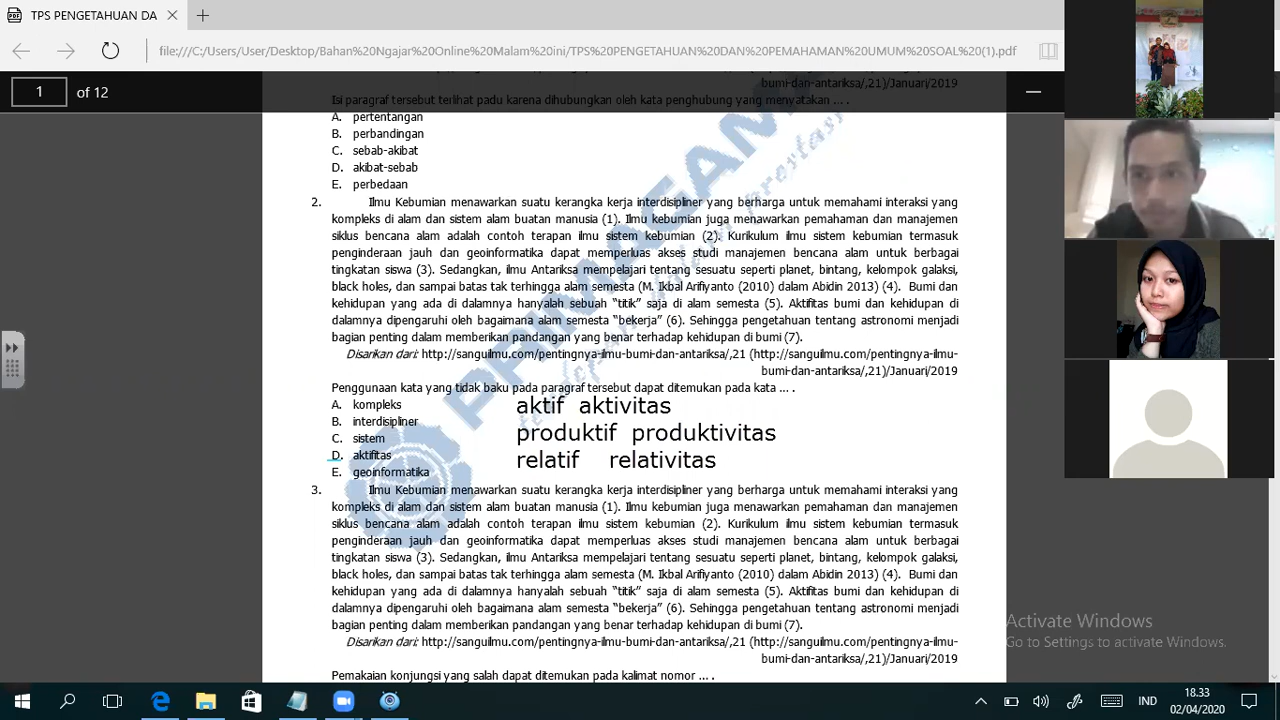 TPS PENGETAHUAN DA
file:///C:/Users/User/Desktop/Bahan%20Ngajar%20Online%20Malam%20ini/TPS%20PENGETAHUAN%20DAN%20PEMAHAMAN%20UMUM%20SOAL%20(1).pdf
1 of 12
bumi-dan-antariksa/,21)/Januari/2019
Isi paragraf tersebut terlihat padu karena dihubungkan oleh kata penghubung yang menyatakan ... .
A. pertentangan
B. perbandingan
C. sebab-akibat
D. akibat-sebab
E. perbedaan
2. Ilmu Kebumian menawarkan suatu kerangka kerja interdisipliner yang berharga untuk memahami interaksi yang
kompleks di alam dan sistem alam buatan manusia (1). Ilmu kebumian juga menawarkan pemahaman dan manajemen
siklus bencana alam adalah contoh terapan ilmu sistem kebumian (2). Kurikulum ilmu sistem kebumian termasuk
penginderaan jauh dan geoinformatika dapat memperluas akses studi manajemen bencana alam untuk berbagai
tingkatan siswa (3). Sedangkan, ilmu Antariksa mempelajari tentang sesuatu seperti planet, bintang, kelompok galaksi,
black holes, dan sampai batas tak terhingga alam semesta (M. Ikbal Arifiyanto (2010) dalam Abidin 2013) (4). Bumi dan
kehidupan yang ada di dalamnya hanyalah sebuah “titik” saja di alam semesta (5). Aktifitas bumi dan kehidupan di
dalamnya dipengaruhi oleh bagaimana alam semesta “bekerja” (6). Sehingga pengetahuan tentang astronomi menjadi
bagian penting dalam memberikan pandangan yang benar terhadap kehidupan di bumi (7).
Disarikan dari: http://sanguilmu.com/pentingnya-ilmu-bumi-dan-antariksa/,21 (http://sanguilmu.com/pentingnya-ilmu-
bumi-dan-antariksa/,21)/Januari/2019
Penggunaan kata yang tidak baku pada paragraf tersebut dapat ditemukan pada kata ... .
A. kompleks
B. interdisipliner
C. sistem
D. aktifitas
E. geoinformatika
aktif aktivitas
produktif produktivitas
relatif relativitas
3. Ilmu Kebumian menawarkan suatu kerangka kerja interdisipliner yang berharga untuk memahami interaksi yang
kompleks di alam dan sistem alam buatan manusia (1). Ilmu kebumian juga menawarkan pemahaman dan manajemen
siklus bencana alam adalah contoh terapan ilmu sistem kebumian (2). Kurikulum ilmu sistem kebumian termasuk
penginderaan jauh dan geoinformatika dapat memperluas akses studi manajemen bencana alam untuk berbagai
tingkatan siswa (3). Sedangkan, ilmu Antariksa mempelajari tentang sesuatu seperti planet, bintang, kelompok galaksi,
black holes, dan sampai batas tak terhingga alam semesta (M. Ikbal Arifiyanto (2010) dalam Abidin 2013) (4). Bumi dan
kehidupan yang ada di dalamnya hanyalah sebuah “titik” saja di alam semesta (5). Aktifitas bumi dan kehidupan di
dalamnya dipengaruhi oleh bagaimana alam semesta “bekerja” (6). Sehingga pengetahuan tentang astronomi menjadi
bagian penting dalam memberikan pandangan yang benar terhadap kehidupan di bumi (7).
Disarikan dari: http://sanguilmu.com/pentingnya-ilmu-bumi-dan-antariksa/,21 (http://sanguilmu.com/pentingnya-ilmu-
bumi-dan-antariksa/,21)/Januari/2019
Pemakaian konjungsi yang salah dapat ditemukan pada kalimat nomor ... .
Activate Windows
Go to Settings to activate Windows.
IND
18.33
02/04/2020